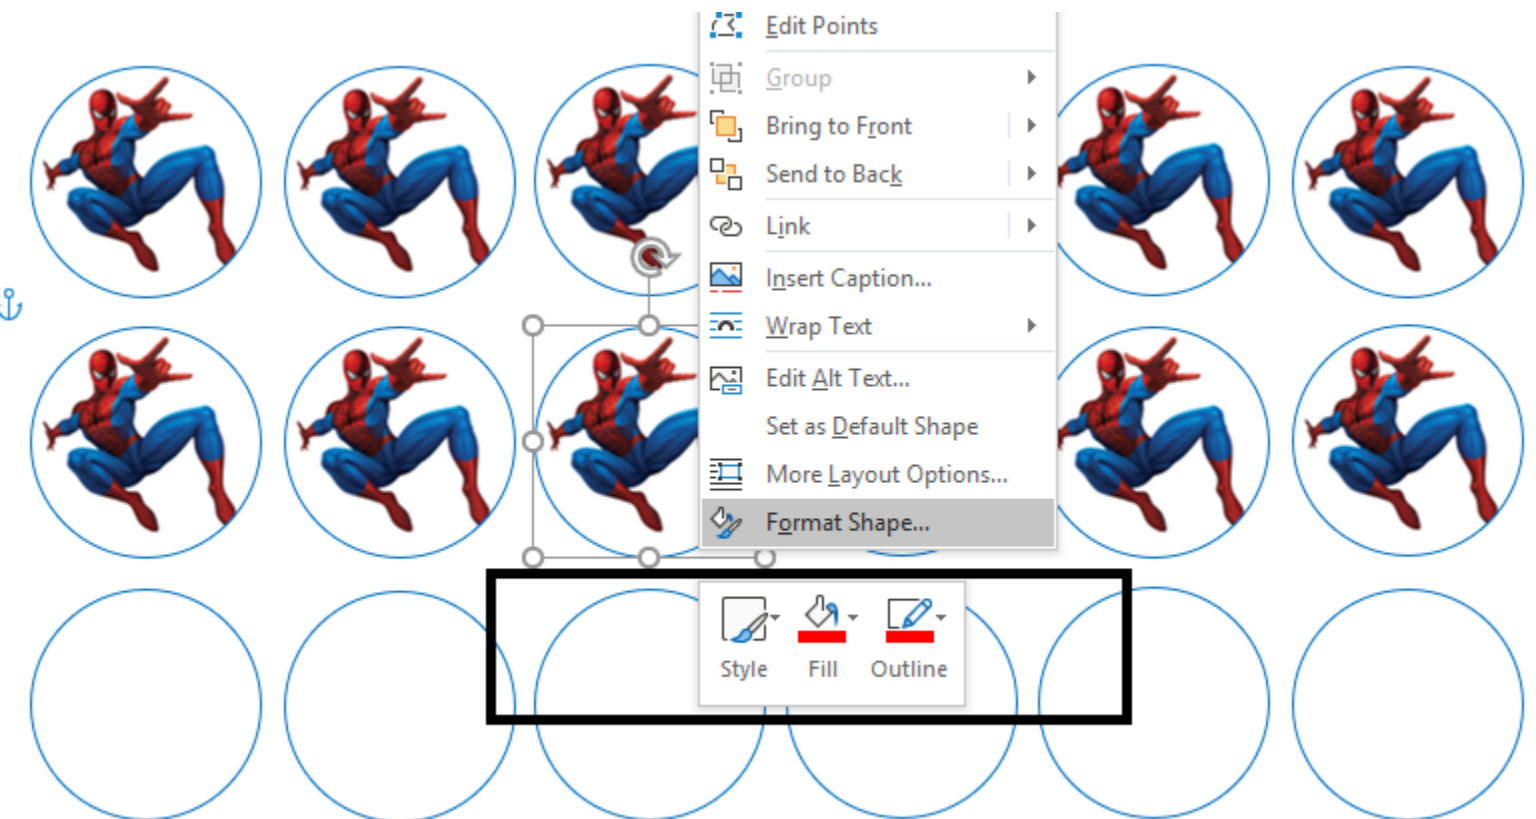 Edit Points
Group
Bring to Front
Send to Back
Link
Insert Caption...
Wrap Text
Edit Alt Text...
Set as Default Shape
More Layout Options...
Format Shape...
Style Fill Outline